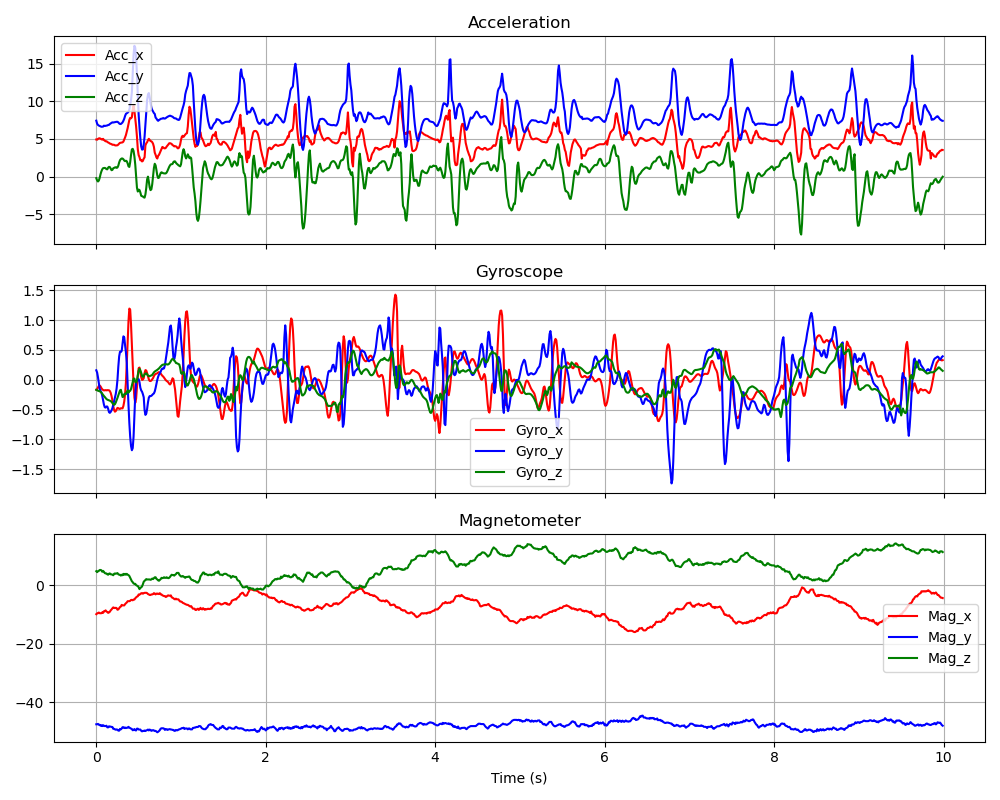 Acceleration
Acc_x
Acc_y
Acc_z
15
10
5
0
−5
Gyroscope
1.5
1.0
0.5
0.0
−0.5
−1.0
−1.5
Gyro_x
Gyro_y
Gyro_z
Magnetometer
0
−20
−40
Mag_x
Mag_y
Mag_z
0 2 4 6 8 10
Time (s)